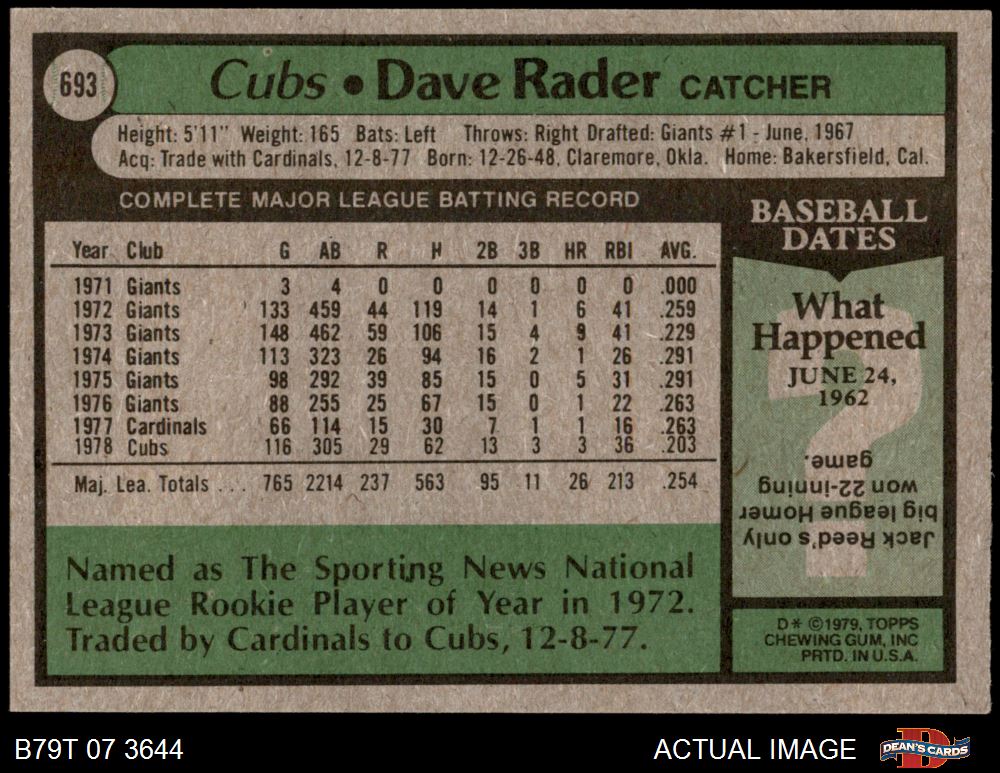 693
Cubs • Dave Rader CATCHER
Height: 5'11" Weight: 165 Bats: Left Throws: Right Drafted: Giants #1 - June, 1967
Acq: Trade with Cardinals, 12-8-77 Born: 12-26-48, Claremore, Okla. Home: Bakersfield, Cal.
COMPLETE MAJOR LEAGUE BATTING RECORD
Year Club G AB R H 2B 3B HR RBI AVG.
1971 Giants 3 4 0 0 0 0 0 0 .000
1972 Giants 133 459 44 119 14 1 6 41 .259
1973 Giants 148 462 59 106 15 4 9 41 .229
1974 Giants 113 323 26 94 16 2 1 26 .291
1975 Giants 98 292 39 85 15 0 5 31 .291
1976 Giants 88 255 25 67 15 0 1 22 .263
1977 Cardinals 66 114 15 30 7 1 1 16 .263
1978 Cubs 116 305 29 62 13 3 3 36 .203
Maj. Lea. Totals ... 765 2214 237 563 95 11 26 213 .254
Named as The Sporting News National
League Rookie Player of Year in 1972.
Traded by Cardinals to Cubs, 12-8-77.
BASEBALL
DATES
What
Happened
JUNE 24,
1962
?
Jack Reed's only
big league Homer
won 22-inning
game.
D* ©1979, TOPPS
CHEWING GUM, INC
PRTD. IN U.S.A.
B79T 07 3644
ACTUAL IMAGE
DEAN'S CARDS